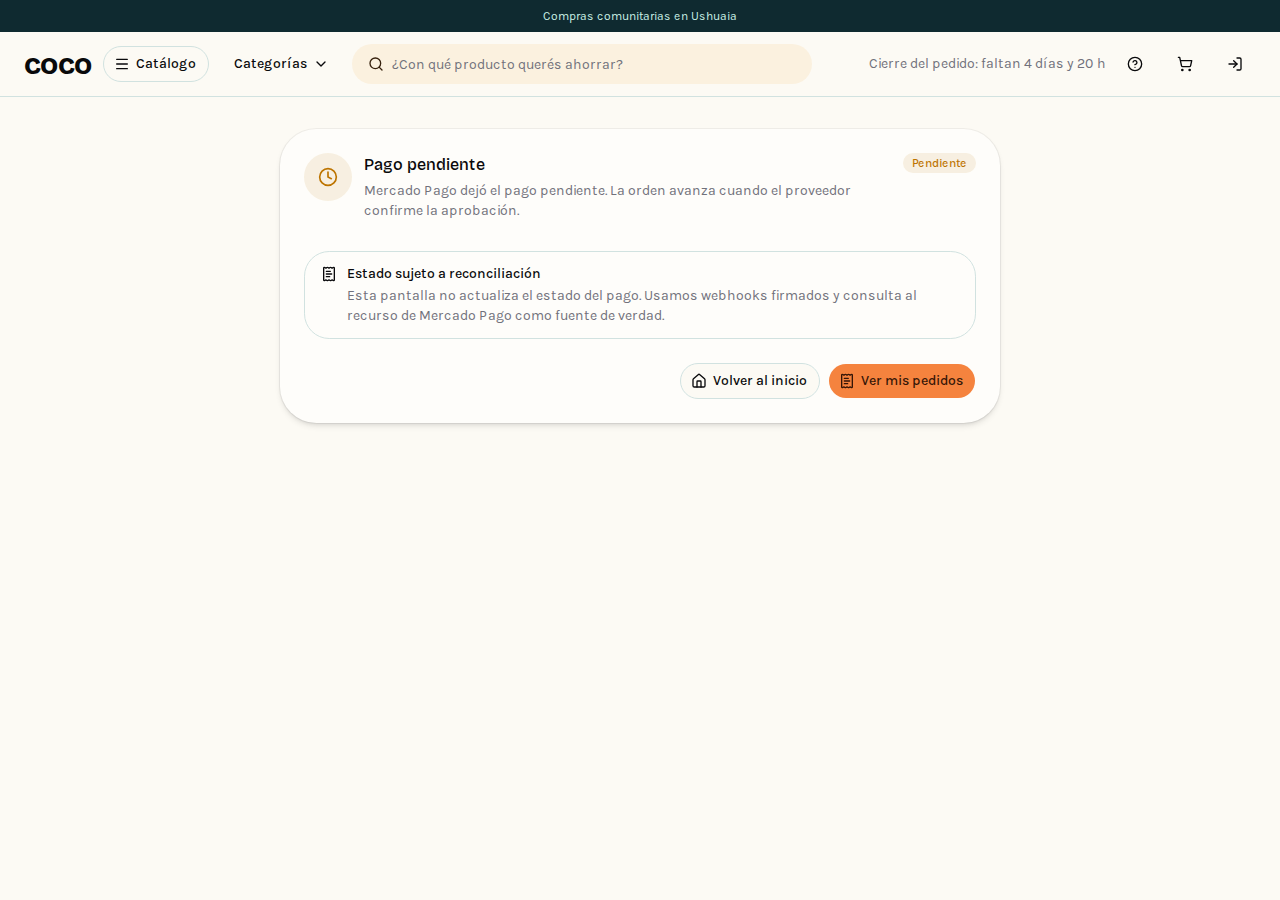 Compras comunitarias en Ushuaia
coco
Catálogo
Categorías
¿Con qué producto querés ahorrar?
Cierre del pedido: faltan 4 días y 20 h
Pago pendiente
Pendiente
Mercado Pago dejó el pago pendiente. La orden avanza cuando el proveedor
confirme la aprobación.
Estado sujeto a reconciliación
Esta pantalla no actualiza el estado del pago. Usamos webhooks firmados y consulta al
recurso de Mercado Pago como fuente de verdad.
Volver al inicio
Ver mis pedidos